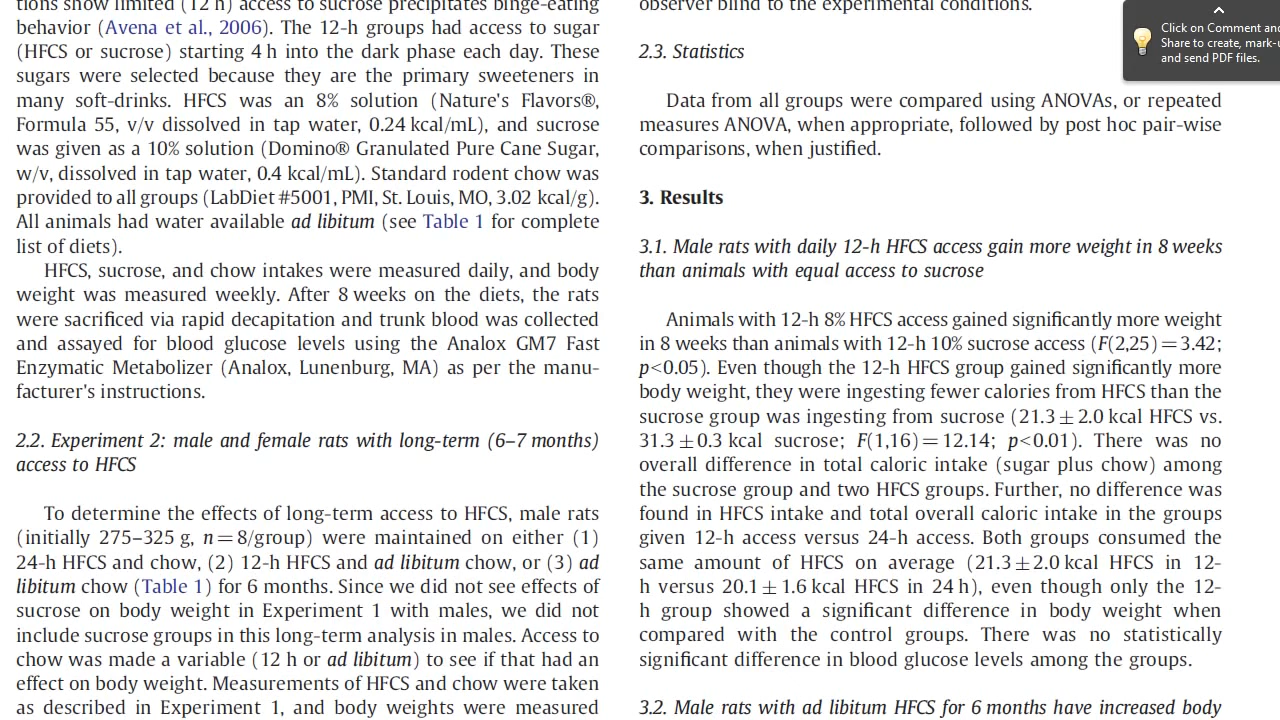 tions show limited (12 h) access to sucrose precipitates binge-eating
behavior (Avena et al., 2006). The 12-h groups had access to sugar
(HFCS or sucrose) starting 4 h into the dark phase each day. These
sugars were selected because they are the primary sweeteners in
many soft-drinks. HFCS was an 8% solution (Nature's Flavors®,
Formula 55, v/v dissolved in tap water, 0.24 kcal/mL), and sucrose
was given as a 10% solution (Domino® Granulated Pure Cane Sugar,
w/v, dissolved in tap water, 0.4 kcal/mL). Standard rodent chow was
provided to all groups (LabDiet #5001, PMI, St. Louis, MO, 3.02 kcal/g).
All animals had water available ad libitum (see Table 1 for complete
list of diets).
HFCS, sucrose, and chow intakes were measured daily, and body
weight was measured weekly. After 8 weeks on the diets, the rats
were sacrificed via rapid decapitation and trunk blood was collected
and assayed for blood glucose levels using the Analox GM7 Fast
Enzymatic Metabolizer (Analox, Lunenburg, MA) as per the manu-
facturer's instructions.
2.2. Experiment 2: male and female rats with long-term (6–7 months)
access to HFCS
To determine the effects of long-term access to HFCS, male rats
(initially 275–325 g, n = 8/group) were maintained on either (1)
24-h HFCS and chow, (2) 12-h HFCS and ad libitum chow, or (3) ad
libitum chow (Table 1) for 6 months. Since we did not see effects of
sucrose on body weight in Experiment 1 with males, we did not
include sucrose groups in this long-term analysis in males. Access to
chow was made a variable (12 h or ad libitum) to see if that had an
effect on body weight. Measurements of HFCS and chow were taken
as described in Experiment 1, and body weights were measured
observer blind to the experimental conditions.
2.3. Statistics
Data from all groups were compared using ANOVAs, or repeated
measures ANOVA, when appropriate, followed by post hoc pair-wise
comparisons, when justified.
3. Results
3.1. Male rats with daily 12-h HFCS access gain more weight in 8 weeks
than animals with equal access to sucrose
Animals with 12-h 8% HFCS access gained significantly more weight
in 8 weeks than animals with 12-h 10% sucrose access (F(2,25) = 3.42;
p<0.05). Even though the 12-h HFCS group gained significantly more
body weight, they were ingesting fewer calories from HFCS than the
sucrose group was ingesting from sucrose (21.3 ± 2.0 kcal HFCS vs.
31.3 ± 0.3 kcal sucrose; F(1,16) = 12.14; p<0.01). There was no
overall difference in total caloric intake (sugar plus chow) among
the sucrose group and two HFCS groups. Further, no difference was
found in HFCS intake and total overall caloric intake in the groups
given 12-h access versus 24-h access. Both groups consumed the
same amount of HFCS on average (21.3 ± 2.0 kcal HFCS in 12-
h versus 20.1 ± 1.6 kcal HFCS in 24 h), even though only the 12-
h group showed a significant difference in body weight when
compared with the control groups. There was no statistically
significant difference in blood glucose levels among the groups.
3.2. Male rats with ad libitum HFCS for 6 months have increased body
Click on Comment and
Share to create, mark-u
and send PDF files.